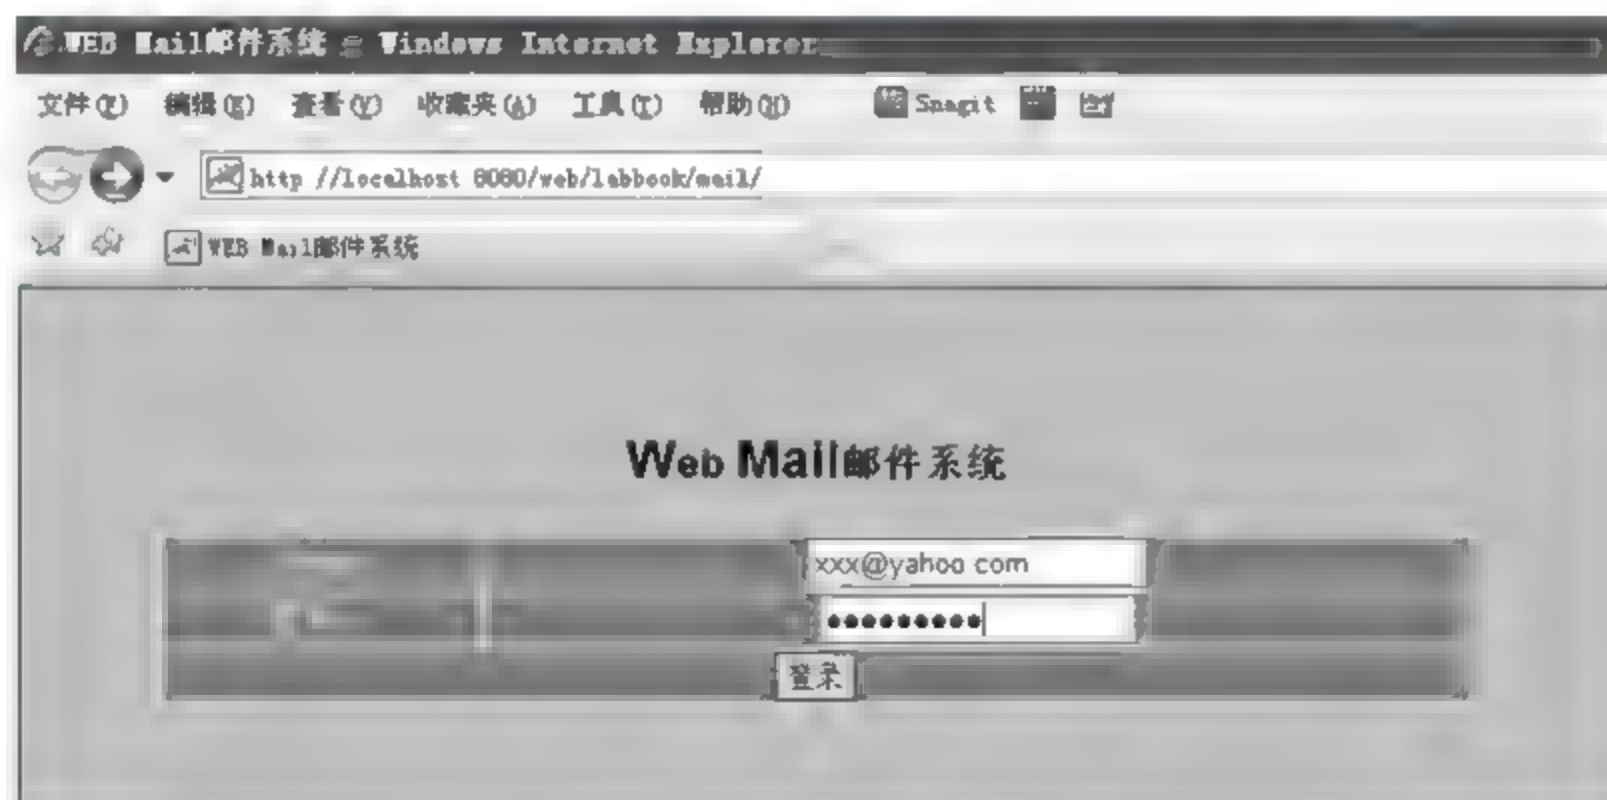 WEB Mail邮件系统 - Windows Internet Explorer
文件(F) 编辑(E) 查看(V) 收藏夹(A) 工具(T) 帮助(H) Snagit
http //localhost 8080/web/labbook/mail/
WEB Mail邮件系统
Web Mail邮件系统
xxx@yahoo com
●●●●●●●●●
登录